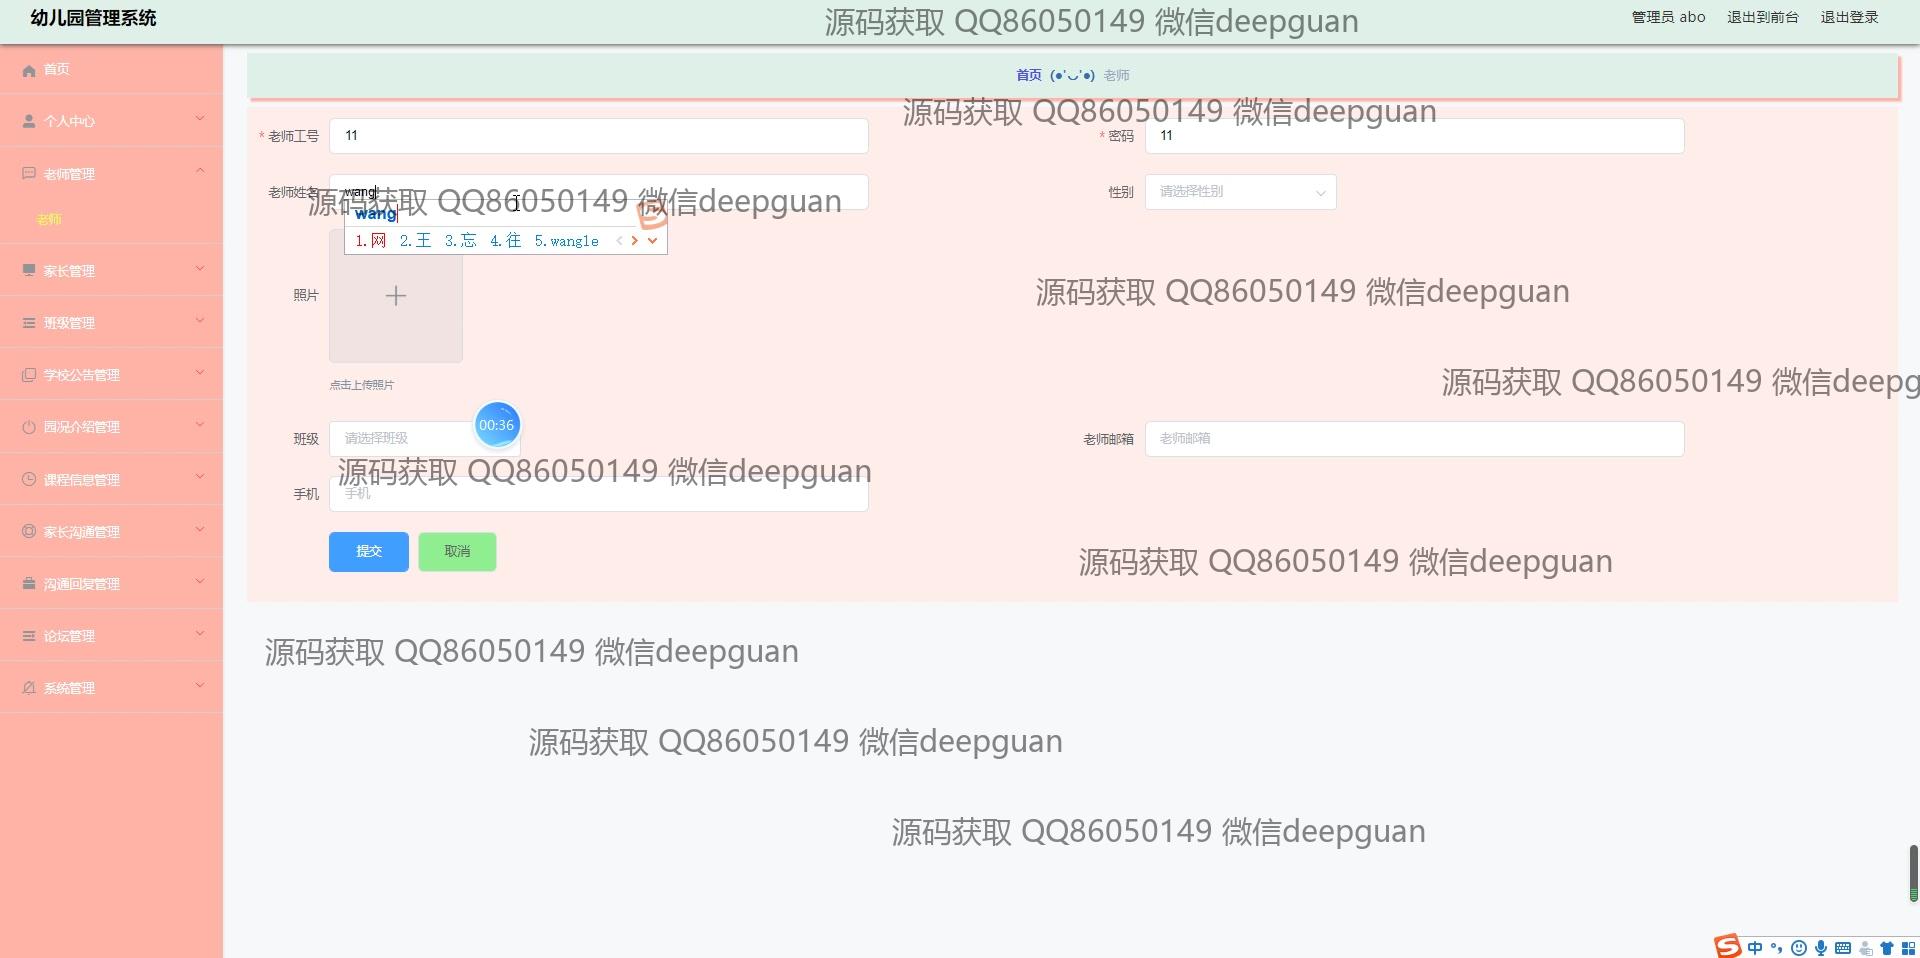 幼儿园管理系统
源码获取 QQ86050149 微信deepguan
管理员 abo
退出到前台
退出登录
首页
个人中心
老师管理
老师
家长管理
班级管理
学校公告管理
园况介绍管理
课程信息管理
家长沟通管理
沟通回复管理
论坛管理
系统管理
首页 (●'◡'●) 老师
源码获取 QQ86050149 微信deepguan
* 老师工号 11
* 密码 11
老师姓名 wang
性别 请选择性别
源码获取 QQ86050149 微信deepguan
wang
1.网 2.王 3.忘 4.往 5.wangle
照片
源码获取 QQ86050149 微信deepguan
点击上传照片
源码获取 QQ86050149 微信deepg
班级 请选择班级
00:36
老师邮箱 老师邮箱
源码获取 QQ86050149 微信deepguan
手机 手机
提交 取消
源码获取 QQ86050149 微信deepguan
源码获取 QQ86050149 微信deepguan
源码获取 QQ86050149 微信deepguan
源码获取 QQ86050149 微信deepguan
中